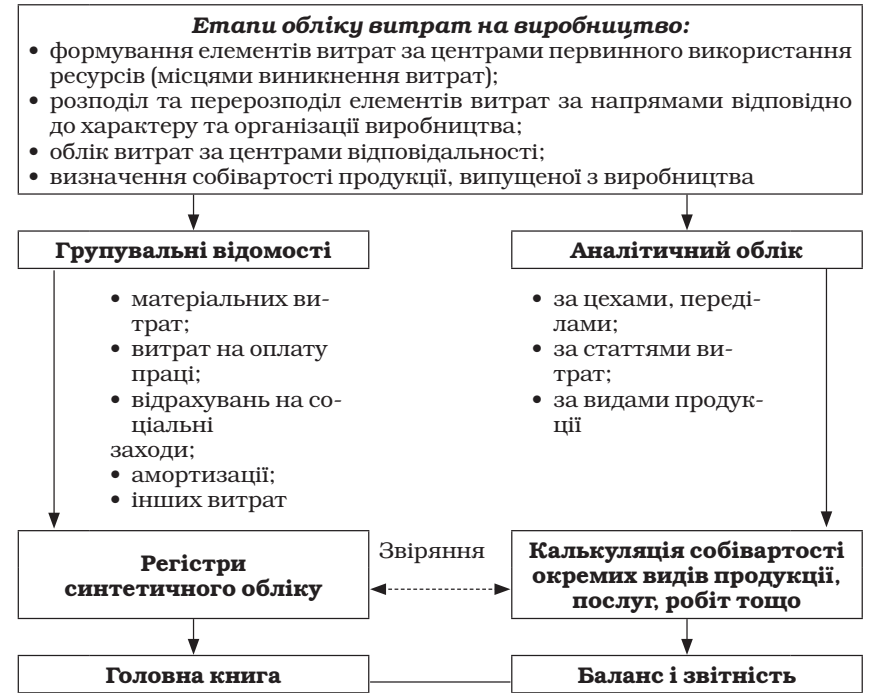 Етапи обліку витрат на виробництво:
• формування елементів витрат за центрами первинного використання
ресурсів (місцями виникнення витрат);
• розподіл та перерозподіл елементів витрат за напрямами відповідно
до характеру та організації виробництва;
• облік витрат за центрами відповідальності;
• визначення собівартості продукції, випущеної з виробництва
Групувальні відомості
• матеріальних ви-
трат;
• витрат на оплату
праці;
• відрахувань на со-
ціальні
заходи;
• амортизації;
• інших витрат
Аналітичний облік
• за цехами, переді-
лами;
• за статтями ви-
трат;
• за видами продук-
ції
Регістри
синтетичного обліку
Звіряння
Калькуляція собівартості
окремих видів продукції,
послуг, робіт тощо
Головна книга
Баланс і звітність